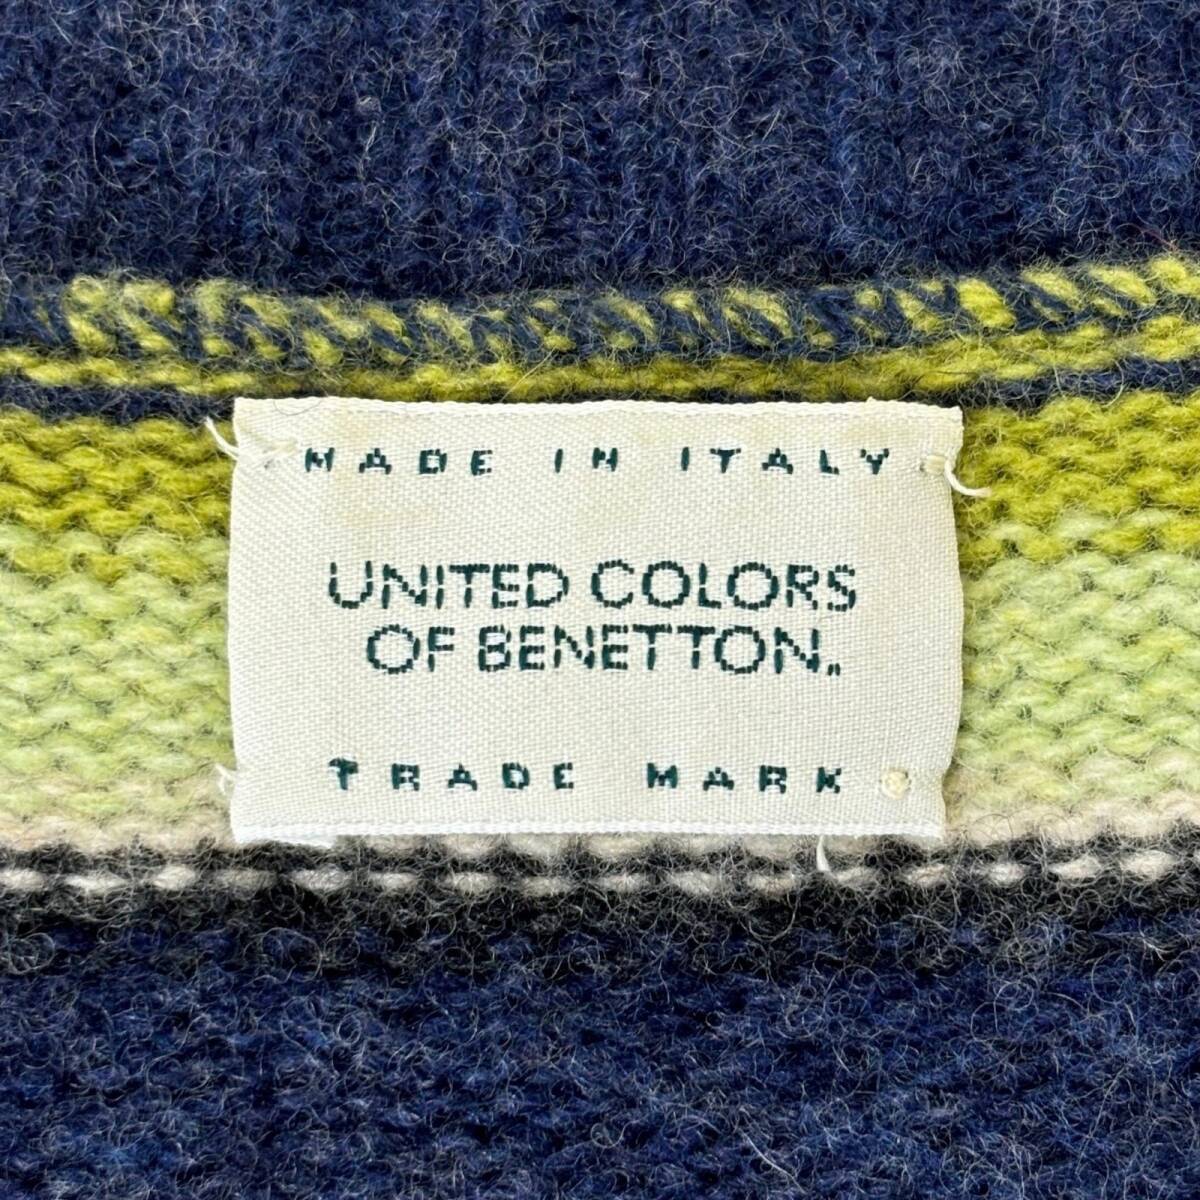 MADE IN ITALY
UNITED COLORS
OF BENETTON.
TRADE MARK